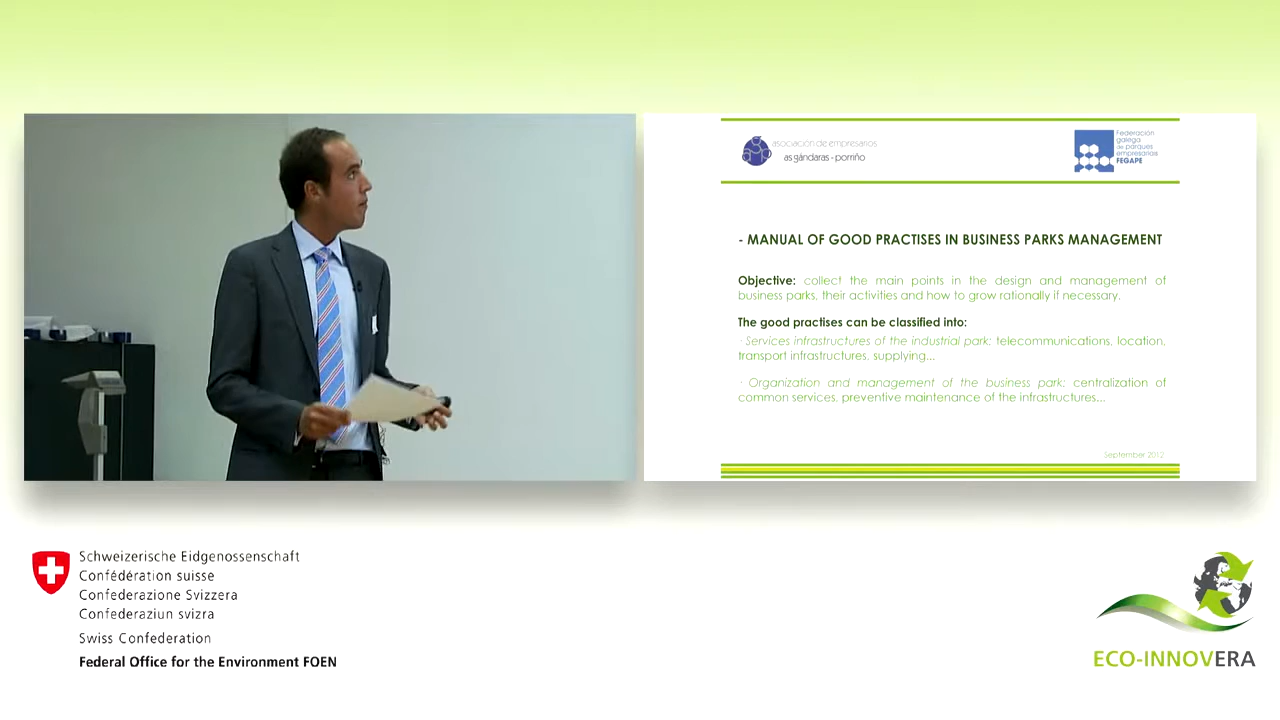 asociación de empresarios
as gándaras - porriño
Federación
galega
de parques
empresariais
FEGAPE
- MANUAL OF GOOD PRACTISES IN BUSINESS PARKS MANAGEMENT
Objective: collect the main points in the design and management of
business parks, their activities and how to grow rationally if necessary.
The good practises can be classified into:
· Services infrastructures of the industrial park: telecommunications, location,
transport infrastructures, supplying...
· Organization and management of the business park: centralization of
common services, preventive maintenance of the infrastructures...
September 2012
Schweizerische Eidgenossenschaft
Confédération suisse
Confederazione Svizzera
Confederaziun svizra
Swiss Confederation
Federal Office for the Environment FOEN
ECO-INNOVERA